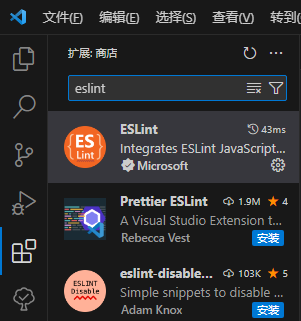 文件(F) 编辑(E) 选择(S) 查看(V) 转到
扩展: 商店
eslint
ES
Lint
ESLint 43ms
Integrates ESLint JavaScript...
Microsoft
Prettier ESLint 1.9M 4
A Visual Studio Extension t...
Rebecca Vest 安装
ESLINT
Disable
eslint-disable... 103K 5
Simple snippets to disable ...
Adam Knox 安装